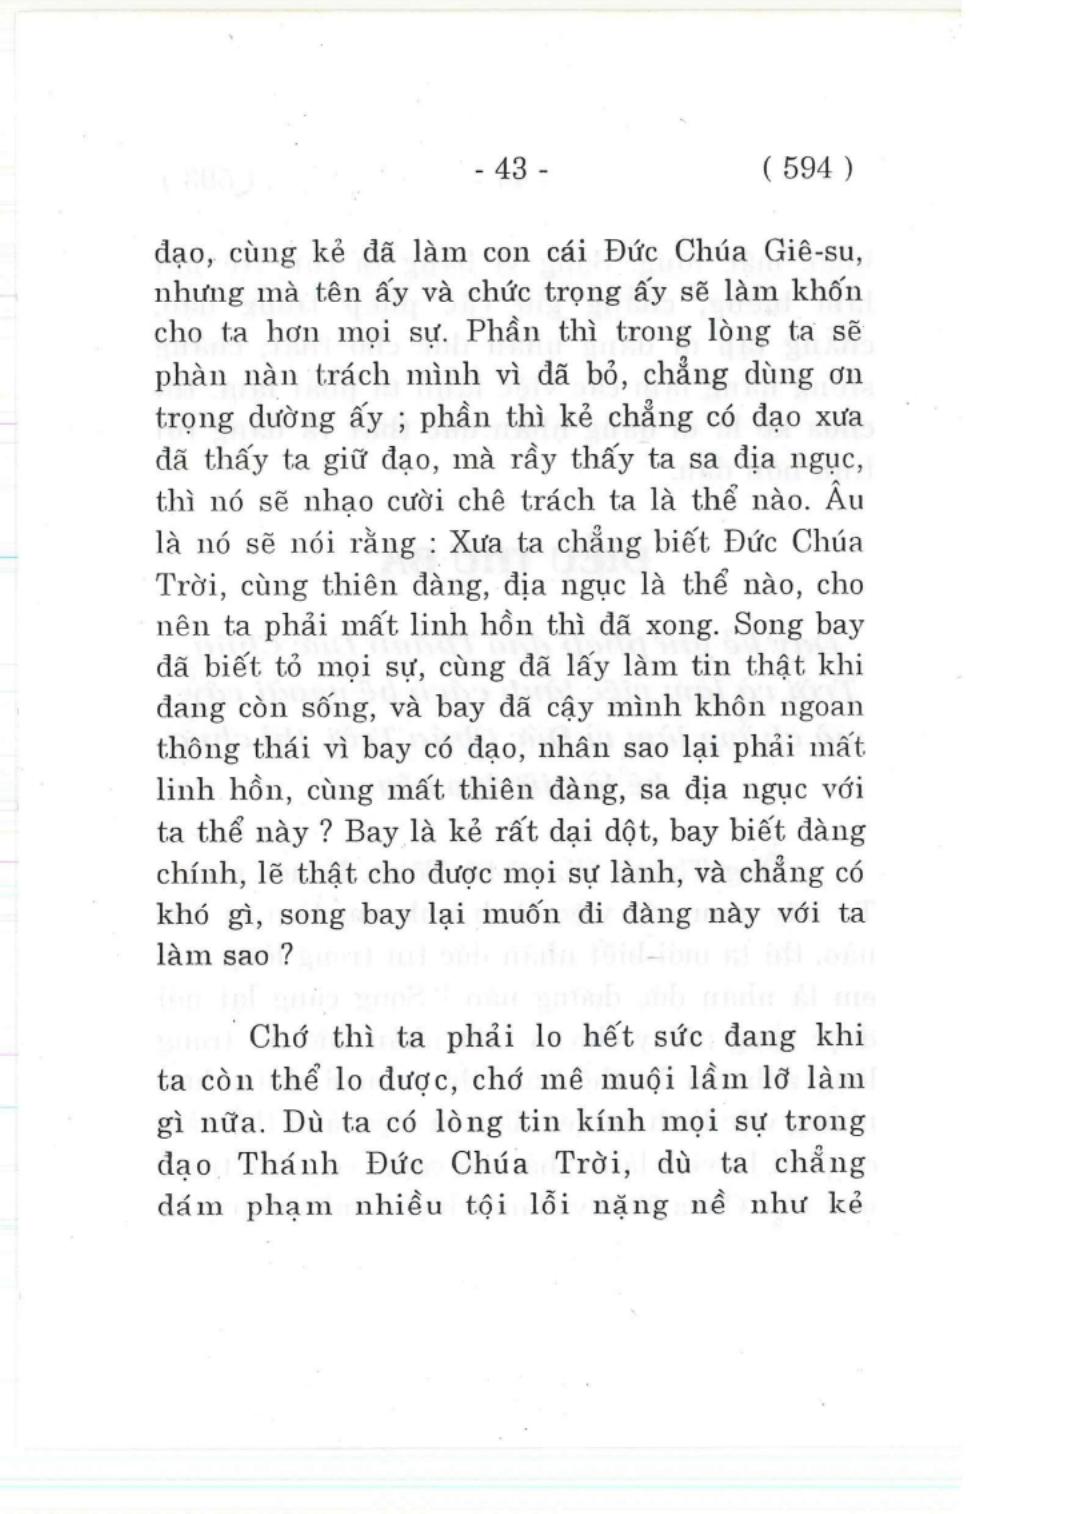 - 43 -
( 594 )
đạo, cùng kẻ đã làm con cái Đức Chúa Giê-su,
nhưng mà tên ấy và chức trọng ấy sẽ làm khốn
cho ta hơn mọi sự. Phần thì trong lòng ta sẽ
phàn nàn trách mình vì đã bỏ, chẳng dùng ơn
trọng dường ấy ; phần thì kẻ chẳng có đạo xưa
đã thấy ta giữ đạo, mà rầy thấy ta sa địa ngục,
thì nó sẽ nhạo cười chê trách ta là thể nào. Âu
là nó sẽ nói rằng : Xưa ta chẳng biết Đức Chúa
Trời, cùng thiên đàng, địa ngục là thể nào, cho
nên ta phải mất linh hồn thì đã xong. Song bay
đã biết tỏ mọi sự, cùng đã lấy làm tin thật khi
đang còn sống, và bay đã cậy mình khôn ngoan
thông thái vì bay có đạo, nhân sao lại phải mất
linh hồn, cùng mất thiên đàng, sa địa ngục với
ta thể này ? Bay là kẻ rất dại dột, bay biết đàng
chính, lẽ thật cho được mọi sự lành, và chẳng có
khó gì, song bay lại muốn đi đàng này với ta
làm sao ?
Chớ thì ta phải lo hết sức đang khi
ta còn thể lo được, chớ mê muội lầm lỡ làm
gì nữa. Dù ta có lòng tin kính mọi sự trong
đạo Thánh Đức Chúa Trời, dù ta chẳng
dám phạm nhiều tội lỗi nặng nề như kẻ